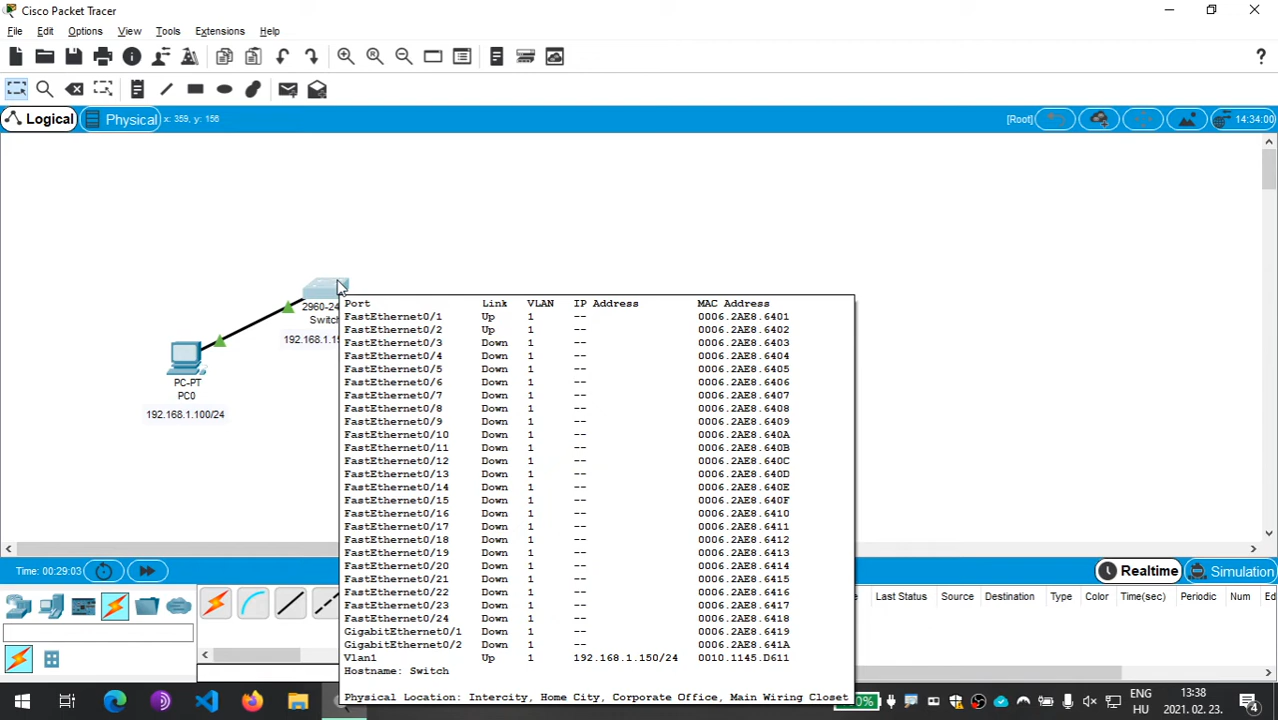 Cisco Packet Tracer
File Edit Options View Tools Extensions Help
?
Logical Physical x: 359, y: 156 [Root] 14:34:00
2960-24
Switch
192.168.1.15
PC-PT
PC0
192.168.1.100/24
Port Link VLAN IP Address MAC Address
FastEthernet0/1 Up 1 -- 0006.2AE8.6401
FastEthernet0/2 Up 1 -- 0006.2AE8.6402
FastEthernet0/3 Down 1 -- 0006.2AE8.6403
FastEthernet0/4 Down 1 -- 0006.2AE8.6404
FastEthernet0/5 Down 1 -- 0006.2AE8.6405
FastEthernet0/6 Down 1 -- 0006.2AE8.6406
FastEthernet0/7 Down 1 -- 0006.2AE8.6407
FastEthernet0/8 Down 1 -- 0006.2AE8.6408
FastEthernet0/9 Down 1 -- 0006.2AE8.6409
FastEthernet0/10 Down 1 -- 0006.2AE8.640A
FastEthernet0/11 Down 1 -- 0006.2AE8.640B
FastEthernet0/12 Down 1 -- 0006.2AE8.640C
FastEthernet0/13 Down 1 -- 0006.2AE8.640D
FastEthernet0/14 Down 1 -- 0006.2AE8.640E
FastEthernet0/15 Down 1 -- 0006.2AE8.640F
FastEthernet0/16 Down 1 -- 0006.2AE8.6410
FastEthernet0/17 Down 1 -- 0006.2AE8.6411
FastEthernet0/18 Down 1 -- 0006.2AE8.6412
FastEthernet0/19 Down 1 -- 0006.2AE8.6413
FastEthernet0/20 Down 1 -- 0006.2AE8.6414
FastEthernet0/21 Down 1 -- 0006.2AE8.6415
FastEthernet0/22 Down 1 -- 0006.2AE8.6416
FastEthernet0/23 Down 1 -- 0006.2AE8.6417
FastEthernet0/24 Down 1 -- 0006.2AE8.6418
GigabitEthernet0/1 Down 1 -- 0006.2AE8.6419
GigabitEthernet0/2 Down 1 -- 0006.2AE8.641A
Vlan1 Up 1 192.168.1.150/24 0010.1145.D611
Hostname: Switch
Physical Location: Intercity, Home City, Corporate Office, Main Wiring Closet
Time: 00:29:03 Realtime Simulation
Last Status Source Destination Type Color Time(sec) Periodic Num Ed
HU
EGHU
13:38
2021. 02. 23.
4